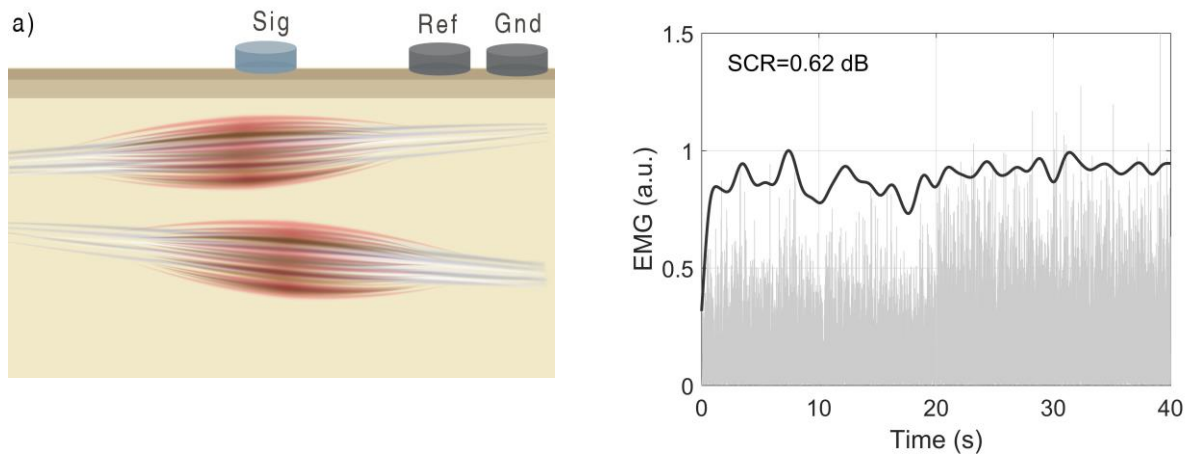 a)
Sig
Ref
Gnd
SCR=0.62 dB
EMG (a.u.)
1.5
1
0.5
0
0
10
20
30
40
Time (s)